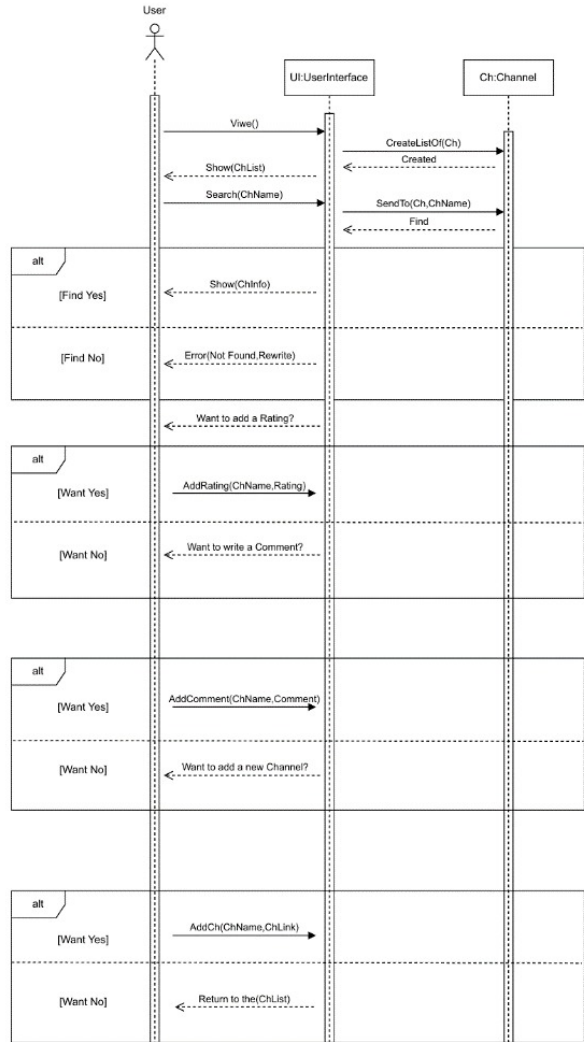 User
UI:UserInterface
Ch:Channel
Viwe()
CreateListOf(Ch)
Created
Show(ChList)
Search(ChName)
SendTo(Ch,ChName)
Find
alt
[Find Yes]
Show(ChInfo)
[Find No]
Error(Not Found,Rewrite)
Want to add a Rating?
alt
[Want Yes]
AddRating(ChName,Rating)
[Want No]
Want to write a Comment?
alt
[Want Yes]
AddComment(ChName,Comment)
[Want No]
Want to add a new Channel?
alt
[Want Yes]
AddCh(ChName,ChLink)
[Want No]
Return to the(ChList)